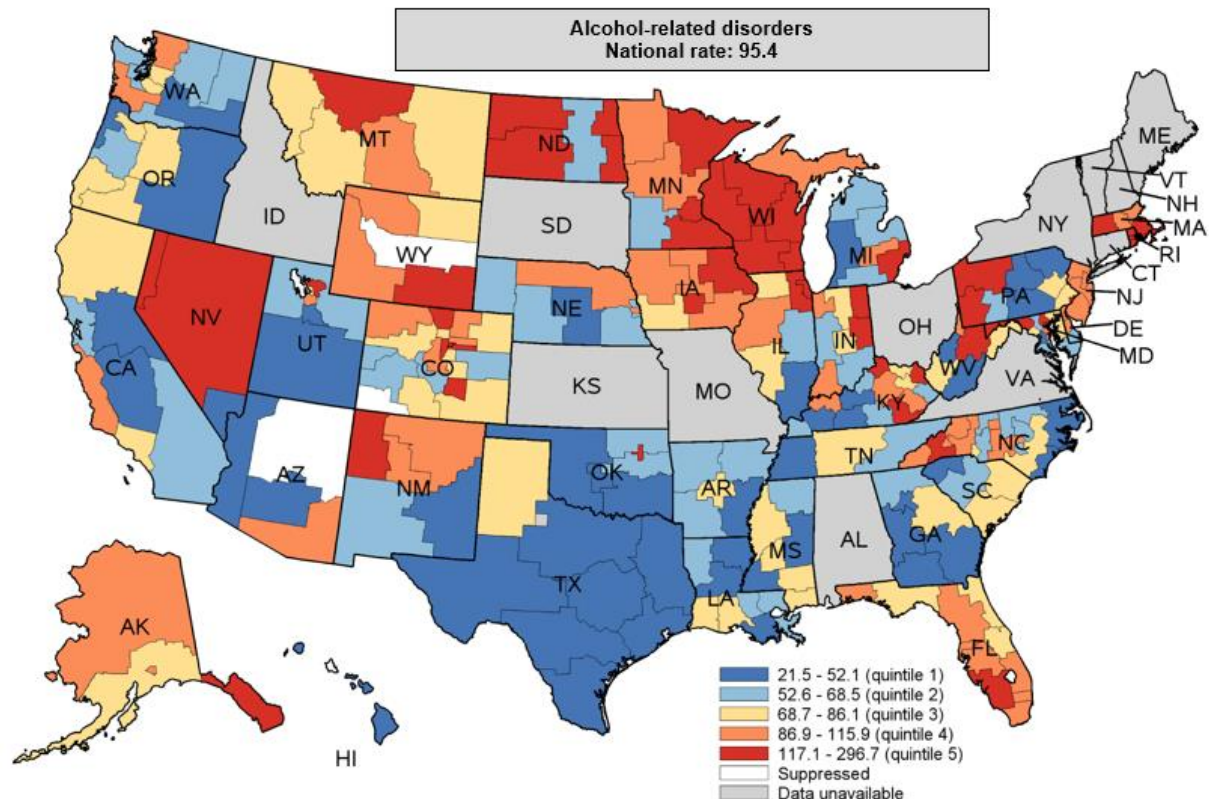 Alcohol-related disorders
National rate: 95.4
WA
MT
ND
MN
ME
VT
NH
OR
ID
SD
WI
NY
MA
WY
MI
RI
CT
IA
PA
NJ
NV
NE
OH
DE
UT
IL
IN
MD
CA
CO
WV
VA
KS
MO
KY
NC
TN
AZ
NM
OK
AR
SC
MS
AL
GA
TX
LA
AK
FL
HI
21.5 - 52.1 (quintile 1)
52.6 - 68.5 (quintile 2)
68.7 - 86.1 (quintile 3)
86.9 - 115.9 (quintile 4)
117.1 - 296.7 (quintile 5)
Suppressed
Data unavailable